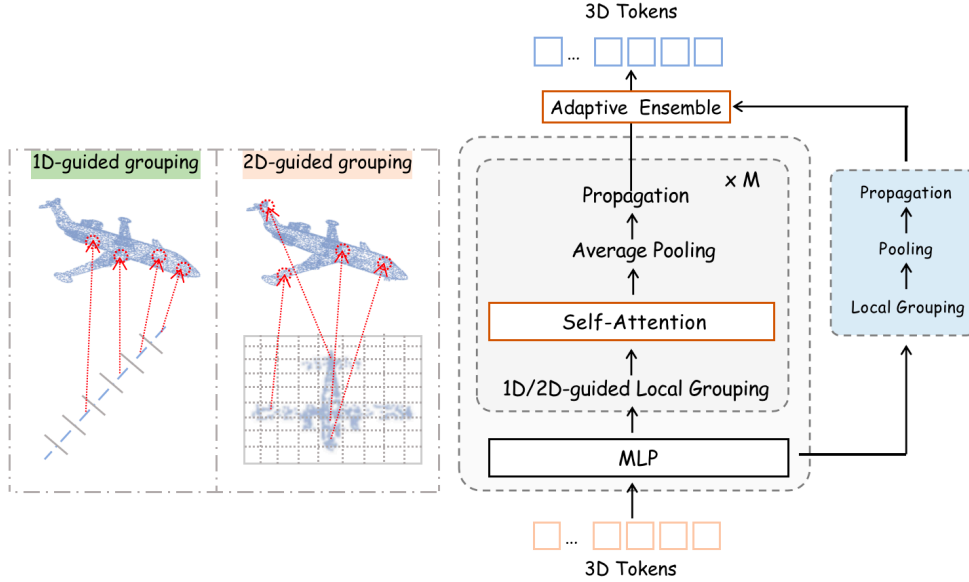 1D-guided grouping
2D-guided grouping
3D Tokens
...
Adaptive Ensemble
x M
Propagation
Average Pooling
Self-Attention
1D/2D-guided Local Grouping
MLP
...
3D Tokens
Propagation
Pooling
Local Grouping